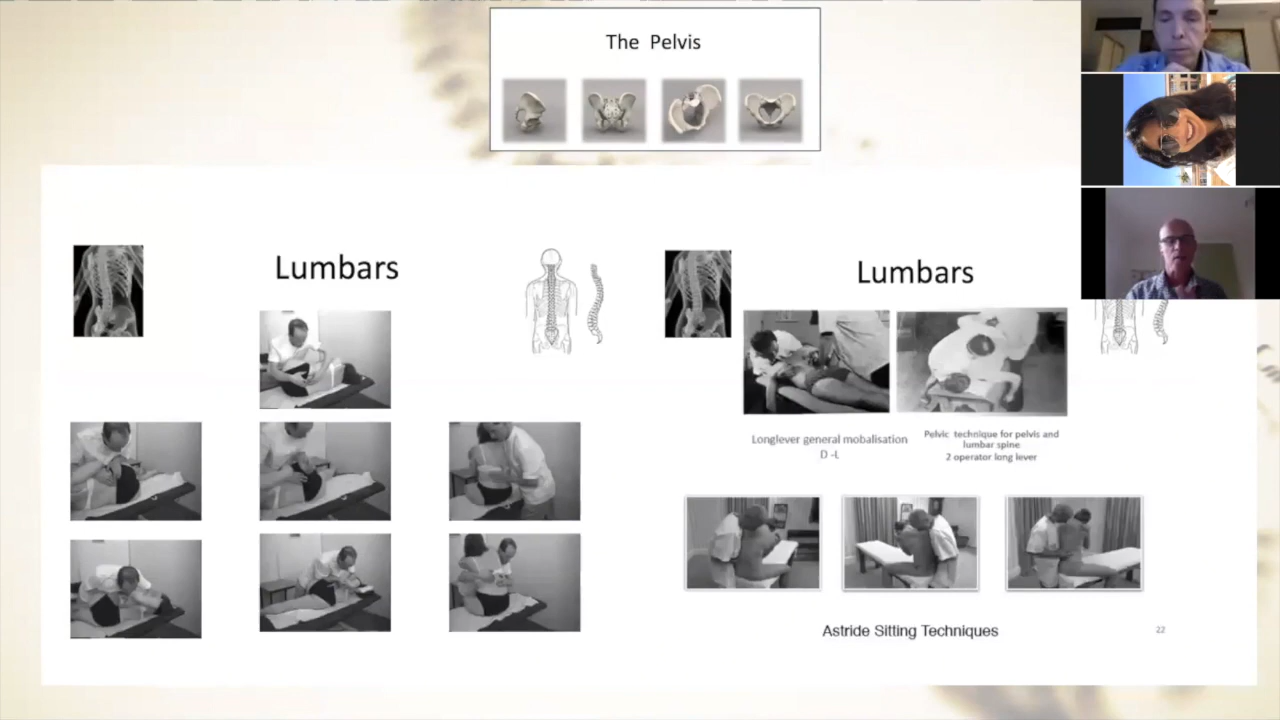 The Pelvis
Lumbars
Lumbars
Longlever general mobalisation
D -L
Pelvic technique for pelvis and
lumbar spine
2 operator long lever
Astride Sitting Techniques
22